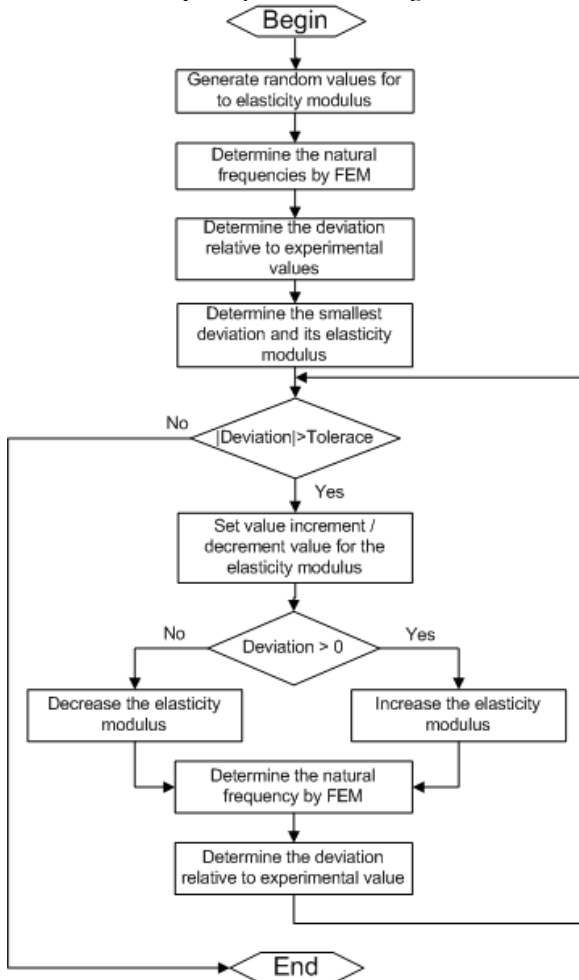 Begin
Generate random values for
to elasticity modulus
Determine the natural
frequencies by FEM
Determine the deviation
relative to experimental
values
Determine the smallest
deviation and its elasticity
modulus
No
|Deviation|>Tolerace
Yes
Set value increment /
decrement value for the
elasticity modulus
No
Deviation > 0
Yes
Decrease the elasticity
modulus
Increase the elasticity
modulus
Determine the natural
frequency by FEM
Determine the deviation
relative to experimental value
End